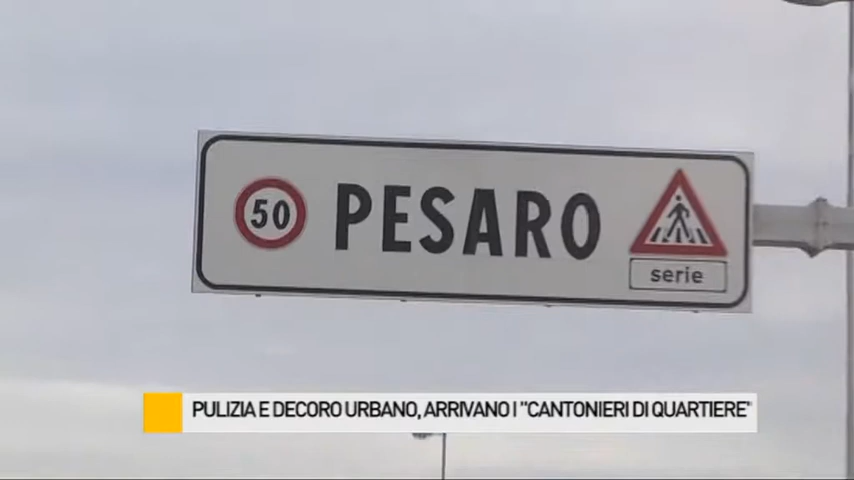 50 PESARO
serie
PULIZIA E DECORO URBANO, ARRIVANO I "CANTONIERI DI QUARTIERE"